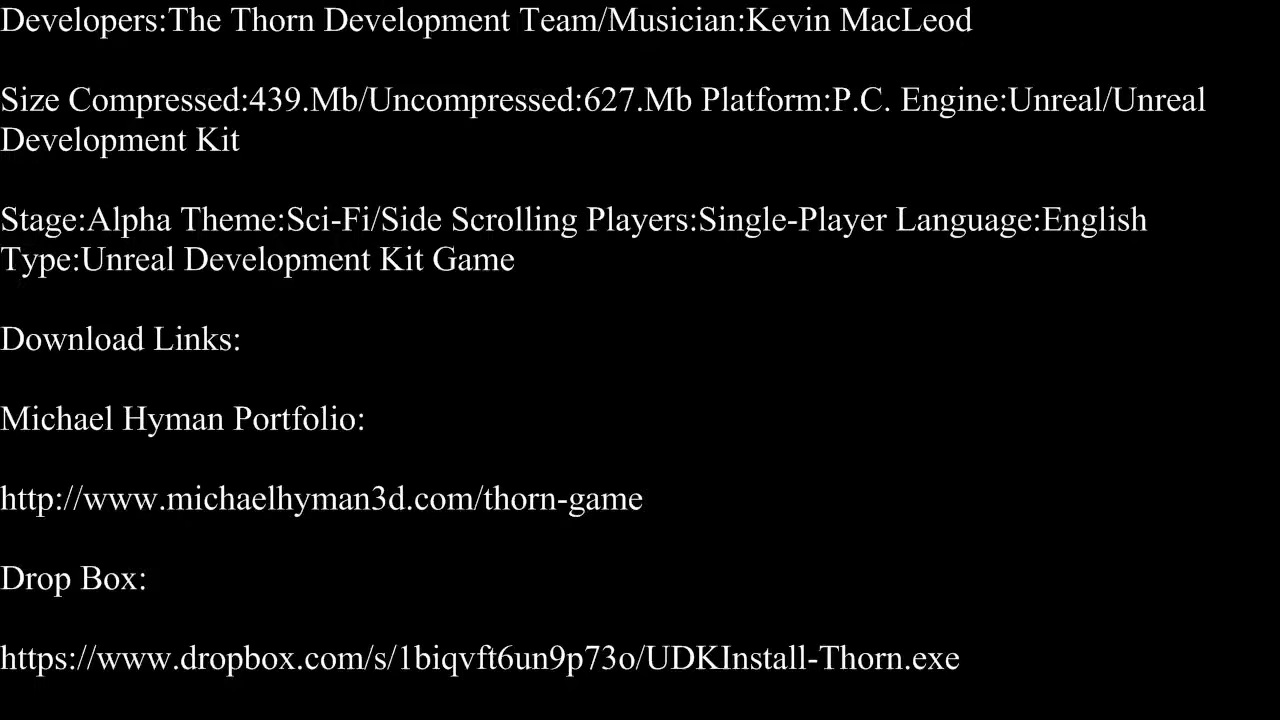 Developers:The Thorn Development Team/Musician:Kevin MacLeod
Size Compressed:439.Mb/Uncompressed:627.Mb Platform:P.C. Engine:Unreal/Unreal
Development Kit
Stage:Alpha Theme:Sci-Fi/Side Scrolling Players:Single-Player Language:English
Type:Unreal Development Kit Game
Download Links:
Michael Hyman Portfolio:
http://www.michaelhyman3d.com/thorn-game
Drop Box:
https://www.dropbox.com/s/1biqvft6un9p73o/UDKInstall-Thorn.exe